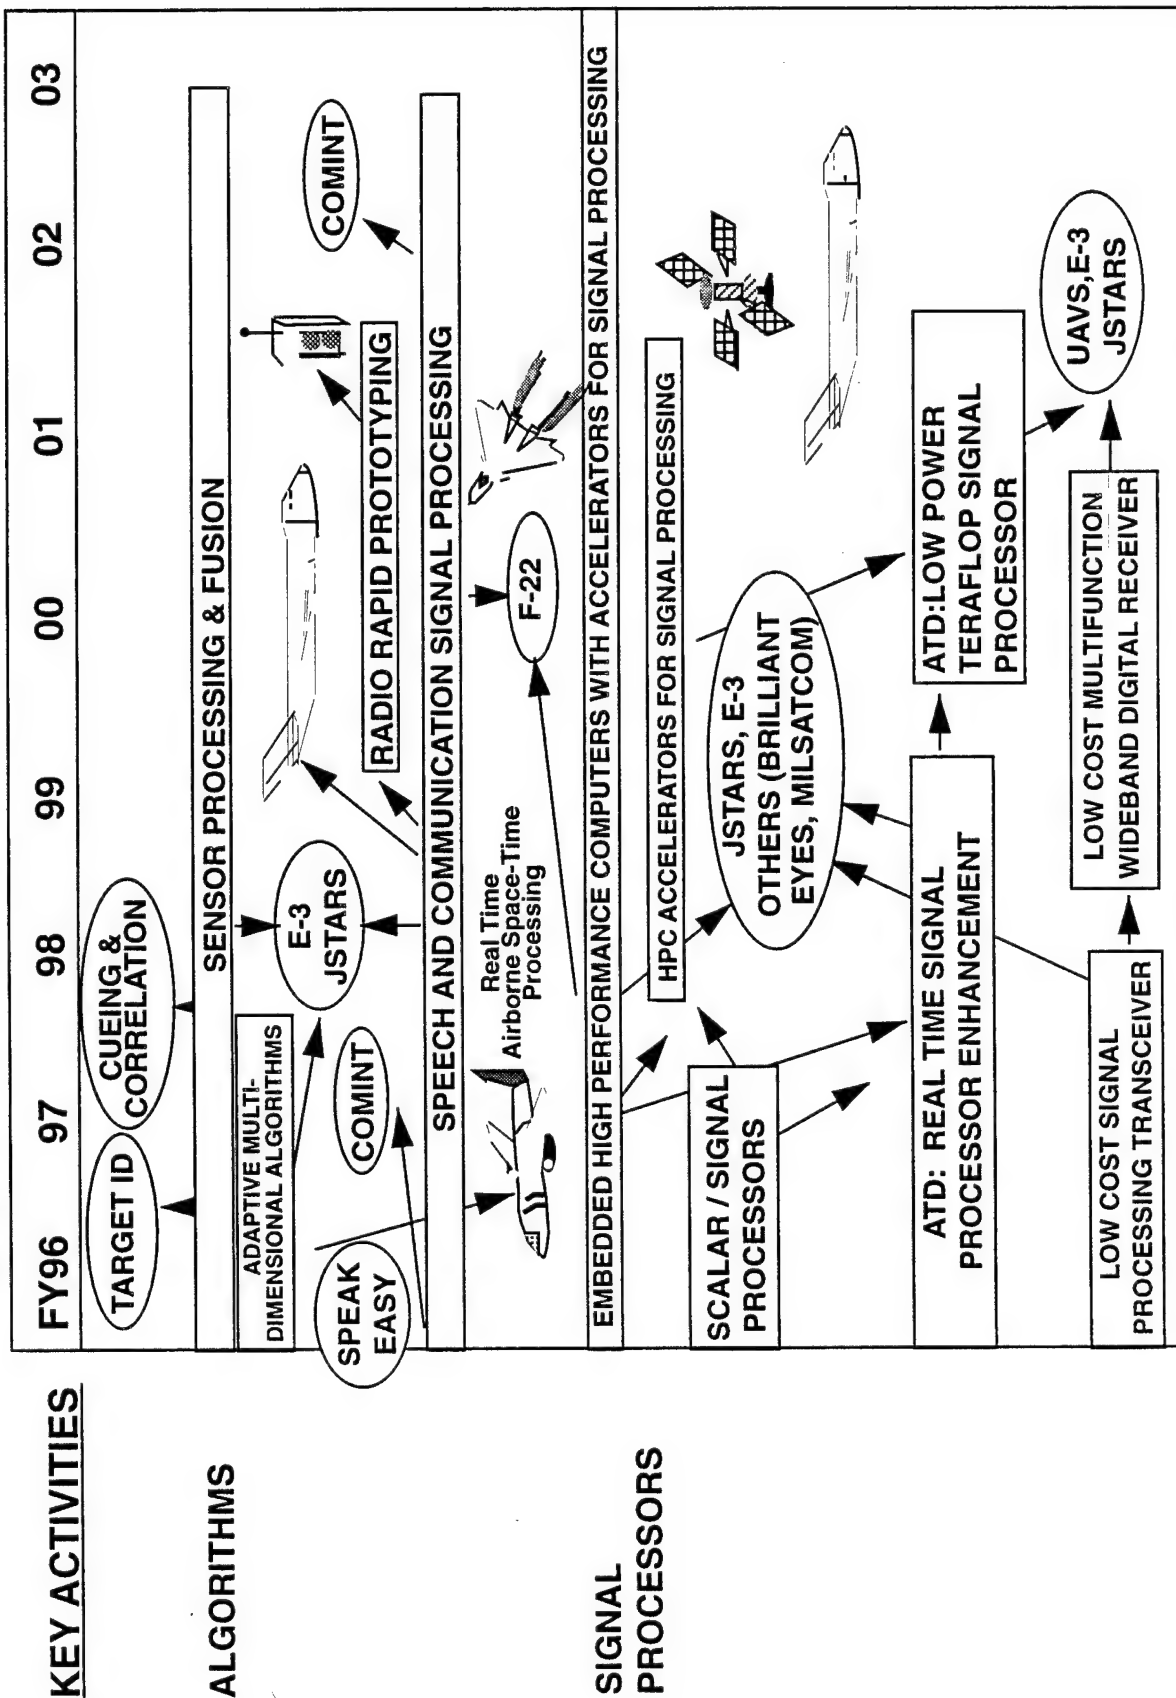 KEY ACTIVITIES
FY96 97 98 99 00 01 02 03
TARGET ID
CUEING &
CORRELATION
ALGORITHMS
SENSOR PROCESSING & FUSION
ADAPTIVE MULTI-
DIMENSIONAL ALGORITHMS
E-3
JSTARS
COMINT
SPEAK
EASY
COMINT
RADIO RAPID PROTOTYPING
SPEECH AND COMMUNICATION SIGNAL PROCESSING
Real Time
Airborne Space-Time
Processing
F-22
SIGNAL
PROCESSORS
EMBEDDED HIGH PERFORMANCE COMPUTERS WITH ACCELERATORS FOR SIGNAL PROCESSING
HPC ACCELERATORS FOR SIGNAL PROCESSING
SCALAR / SIGNAL
PROCESSORS
JSTARS, E-3
OTHERS (BRILLIANT
EYES, MILSATCOM)
ATD: REAL TIME SIGNAL
PROCESSOR ENHANCEMENT
ATD:LOW POWER
TERAFLOP SIGNAL
PROCESSOR
UAVS,E-3
JSTARS
LOW COST SIGNAL
PROCESSING TRANSCEIVER
LOW COST MULTIFUNCTION
WIDEBAND DIGITAL RECEIVER